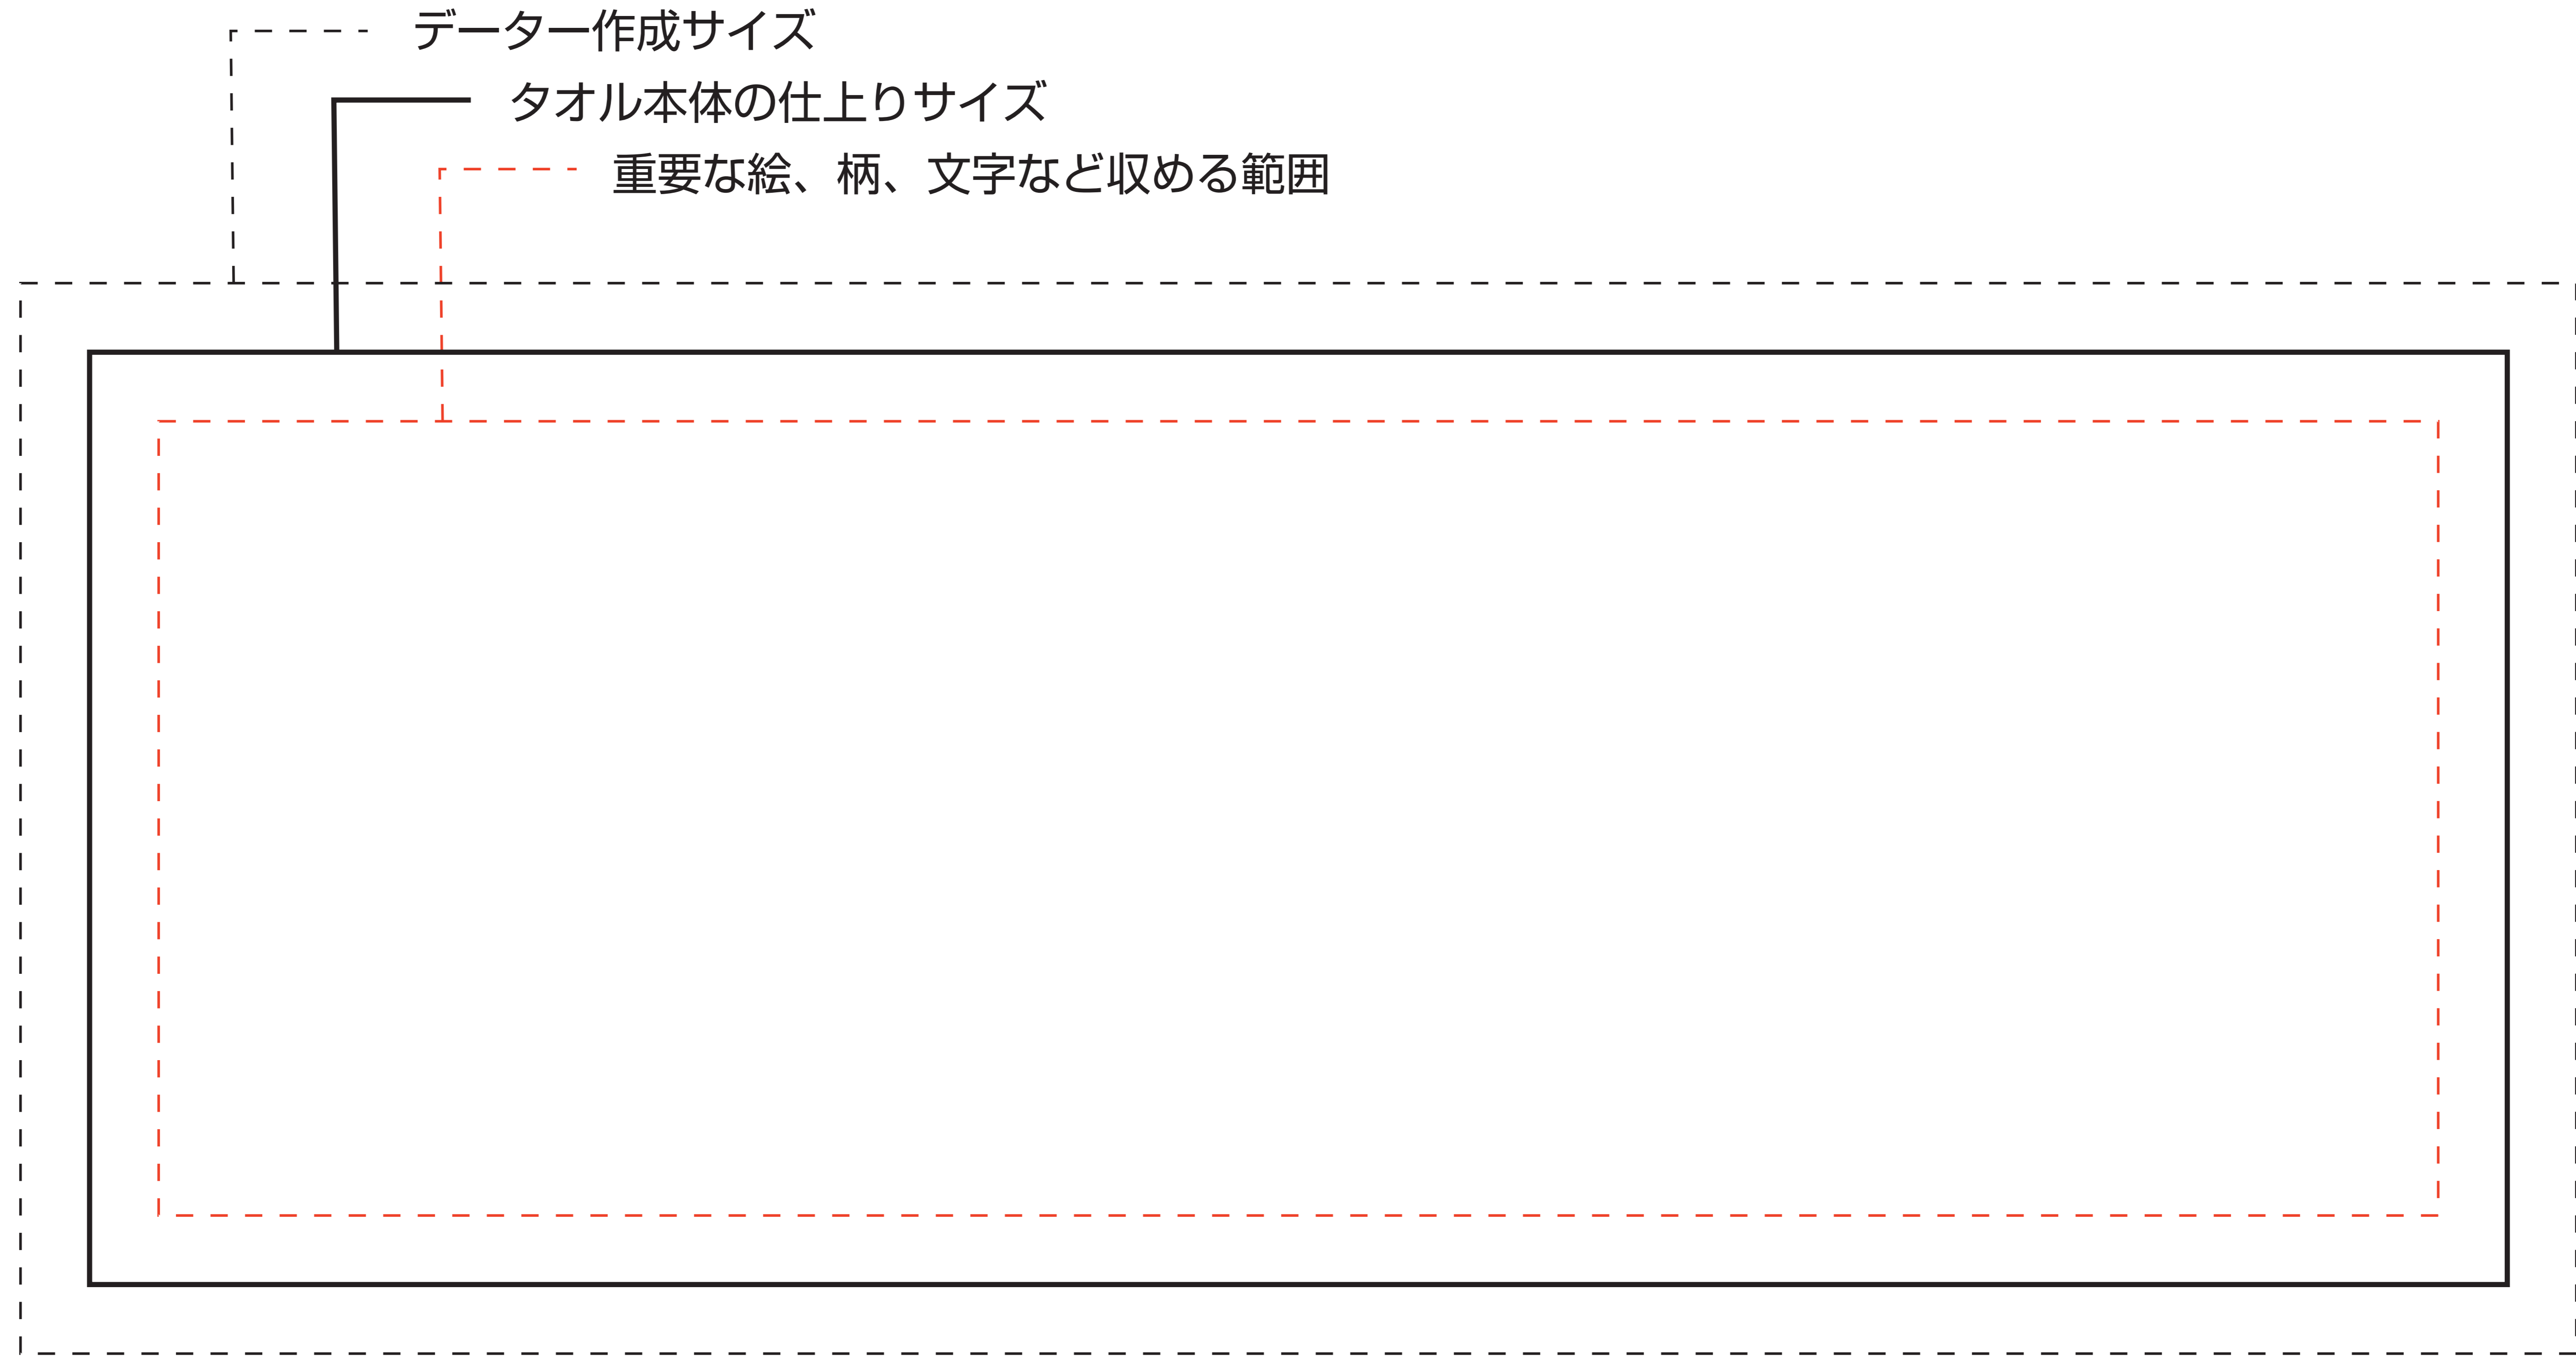 データー作成サイズ
タオル本体の仕上りサイズ
重要な絵、柄、文字など収める範囲